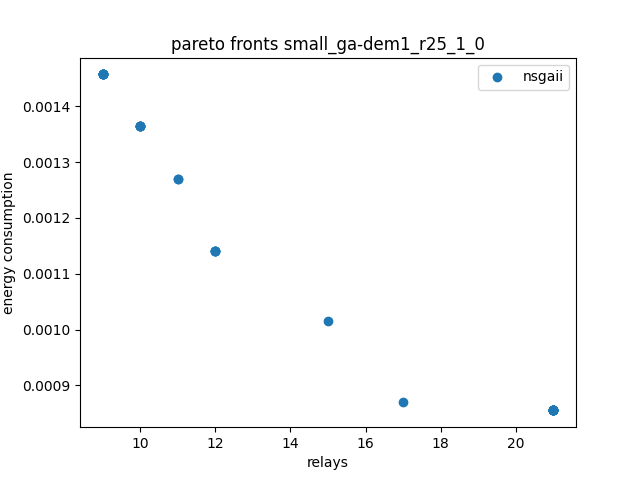 pareto fronts small_ga-dem1_r25_1_0
nsgaii
0.0014
0.0013
0.0012
0.0011
0.0010
0.0009
energy consumption
10 12 14 16 18 20
relays